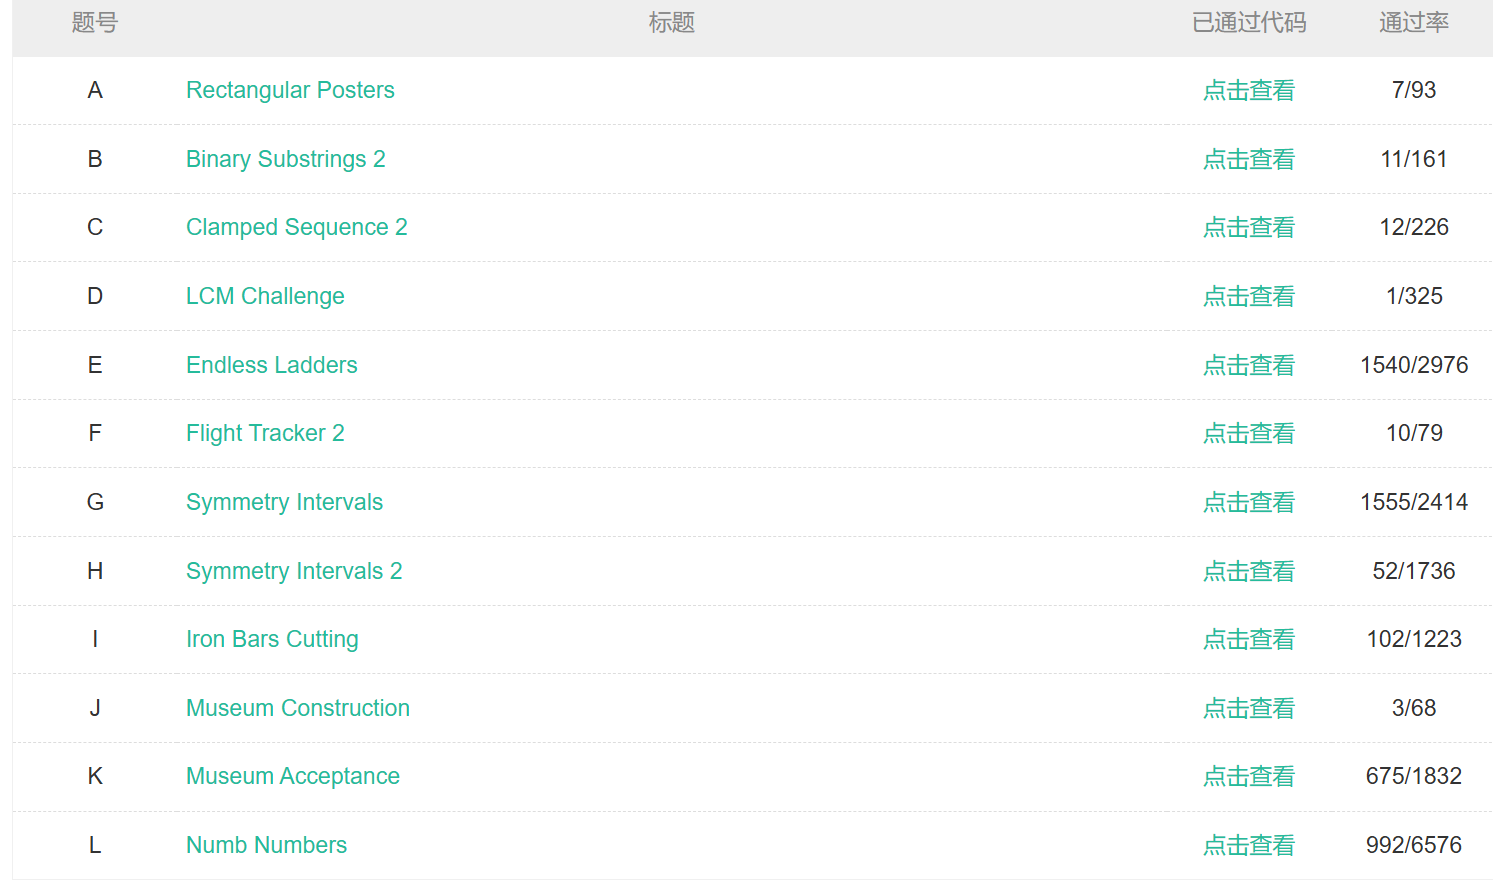 题号 标题 已通过代码 通过率
A Rectangular Posters 点击查看 7/93
B Binary Substrings 2 点击查看 11/161
C Clamped Sequence 2 点击查看 12/226
D LCM Challenge 点击查看 1/325
E Endless Ladders 点击查看 1540/2976
F Flight Tracker 2 点击查看 10/79
G Symmetry Intervals 点击查看 1555/2414
H Symmetry Intervals 2 点击查看 52/1736
I Iron Bars Cutting 点击查看 102/1223
J Museum Construction 点击查看 3/68
K Museum Acceptance 点击查看 675/1832
L Numb Numbers 点击查看 992/6576